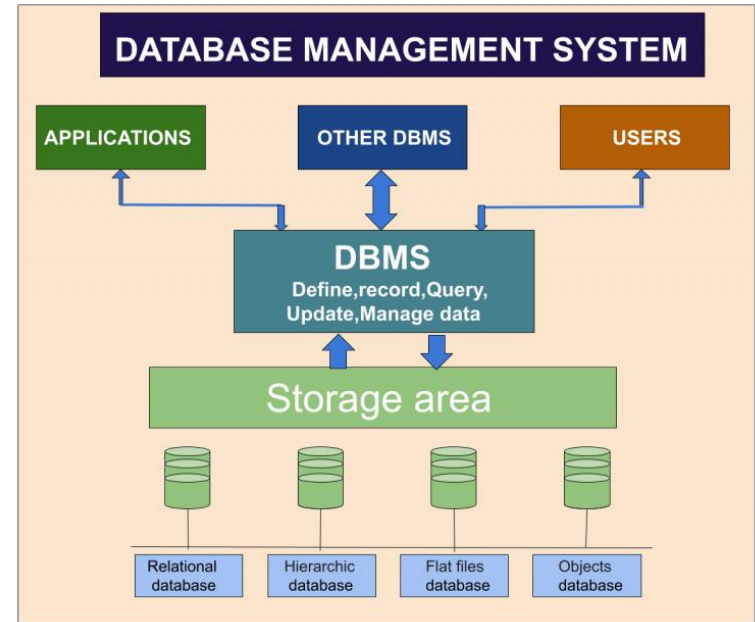 DATABASE MANAGEMENT SYSTEM
APPLICATIONS
OTHER DBMS
USERS
DBMS
Define,record,Query,
Update,Manage data
Storage area
Relational
database
Hierarchic
database
Flat files
database
Objects
database